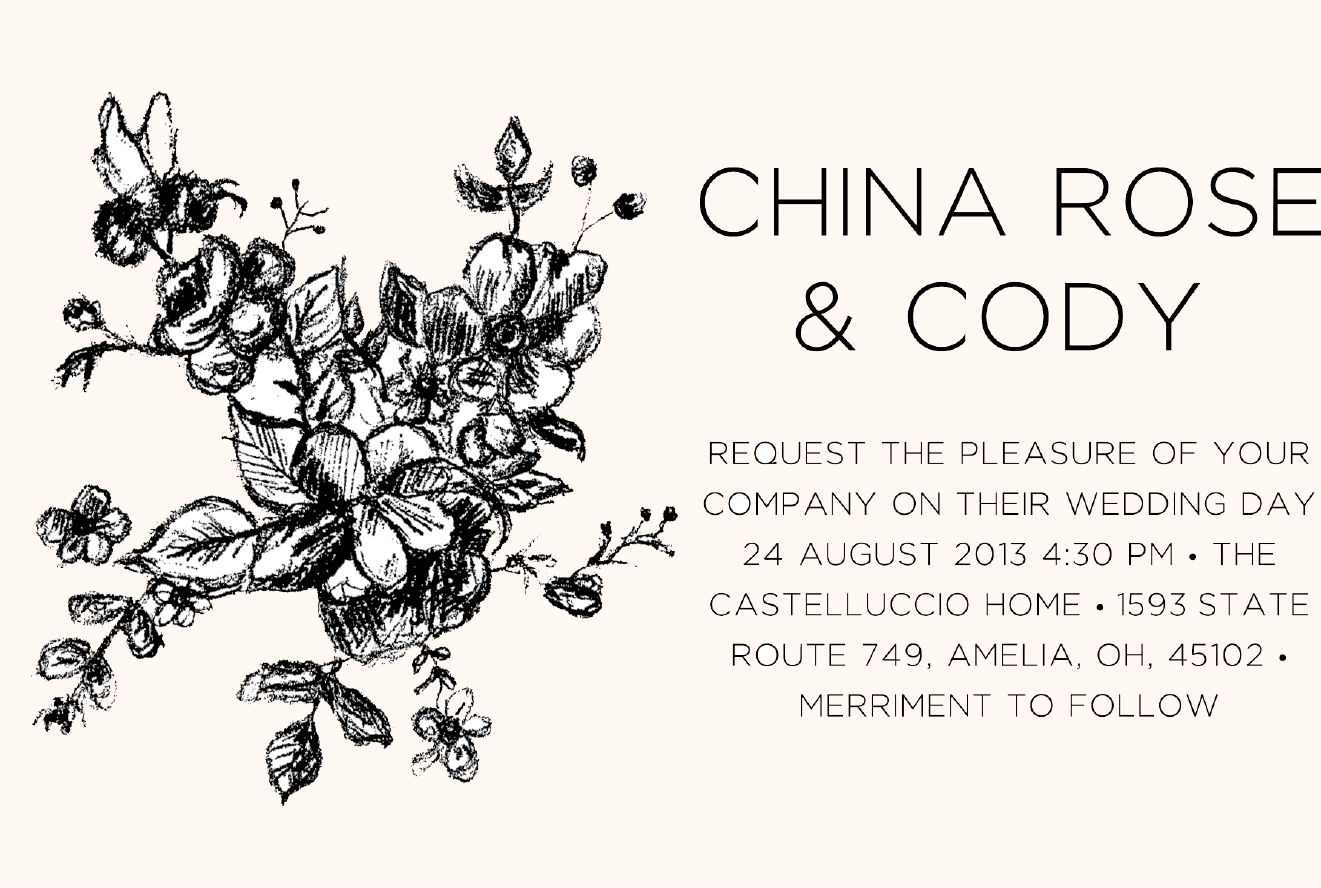 CHINA ROSE
& CODY
REQUEST THE PLEASURE OF YOUR
COMPANY ON THEIR WEDDING DAY
24 AUGUST 2013 4:30 PM • THE
CASTELLUCCIO HOME • 1593 STATE
ROUTE 749, AMELIA, OH, 45102 •
MERRIMENT TO FOLLOW